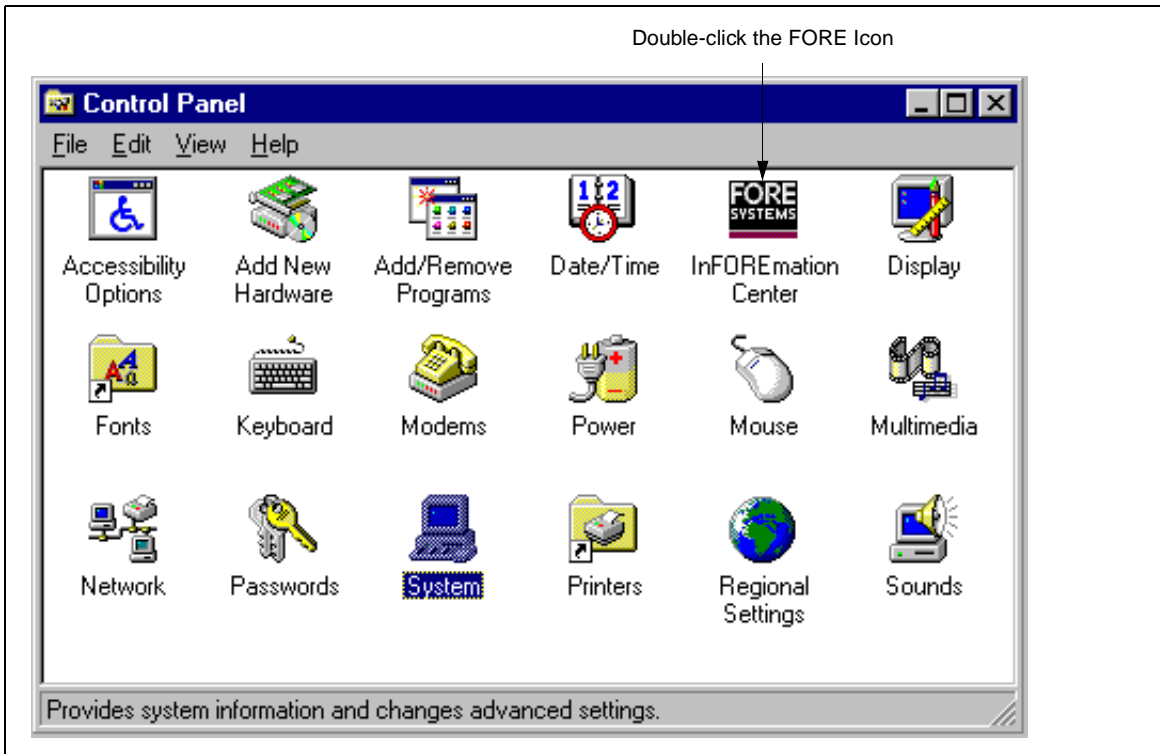 Double-click the FORE Icon
Control Panel
File Edit View Help
1 2
FORE
SYSTEMS
Accessibility
Options
Add New
Hardware
Add/Remove
Programs
Date/Time
InFOREmation
Center
Display
A A a
Fonts
Keyboard
Modems
Power
Mouse
Multimedia
Network
Passwords
System
Printers
Regional
Settings
Sounds
Provides system information and changes advanced settings.